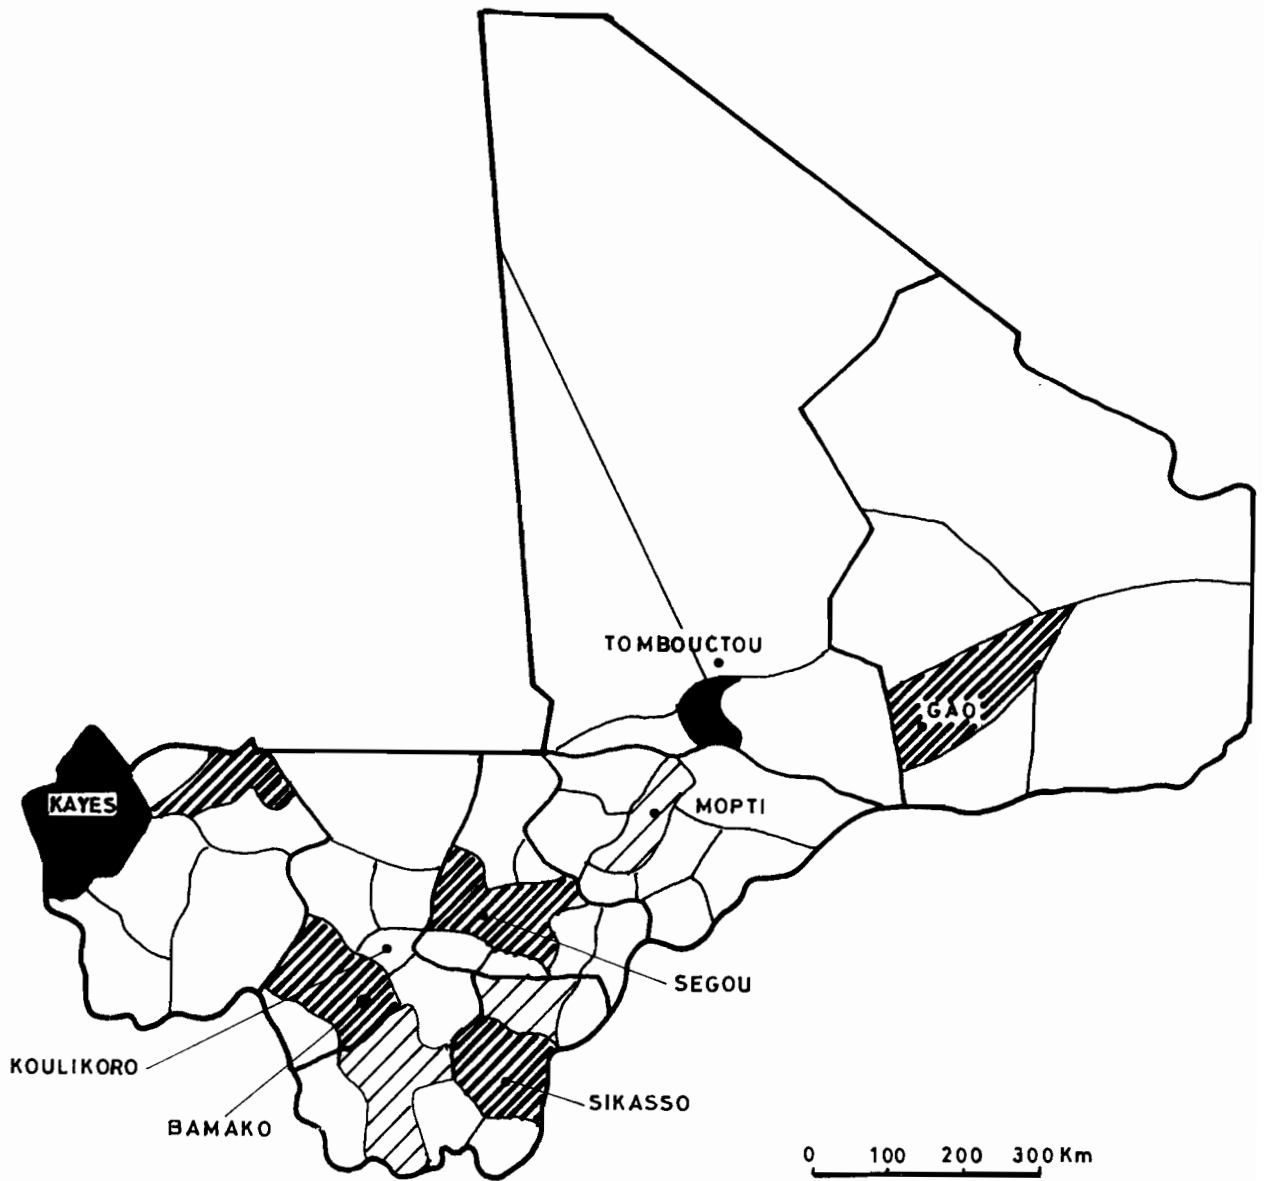 TOMBOUCTOU
GAO
KAYES
MOPTI
SEGOU
KOULIKORO
SIKASSO
BAMAKO
0 100 200 300 Km